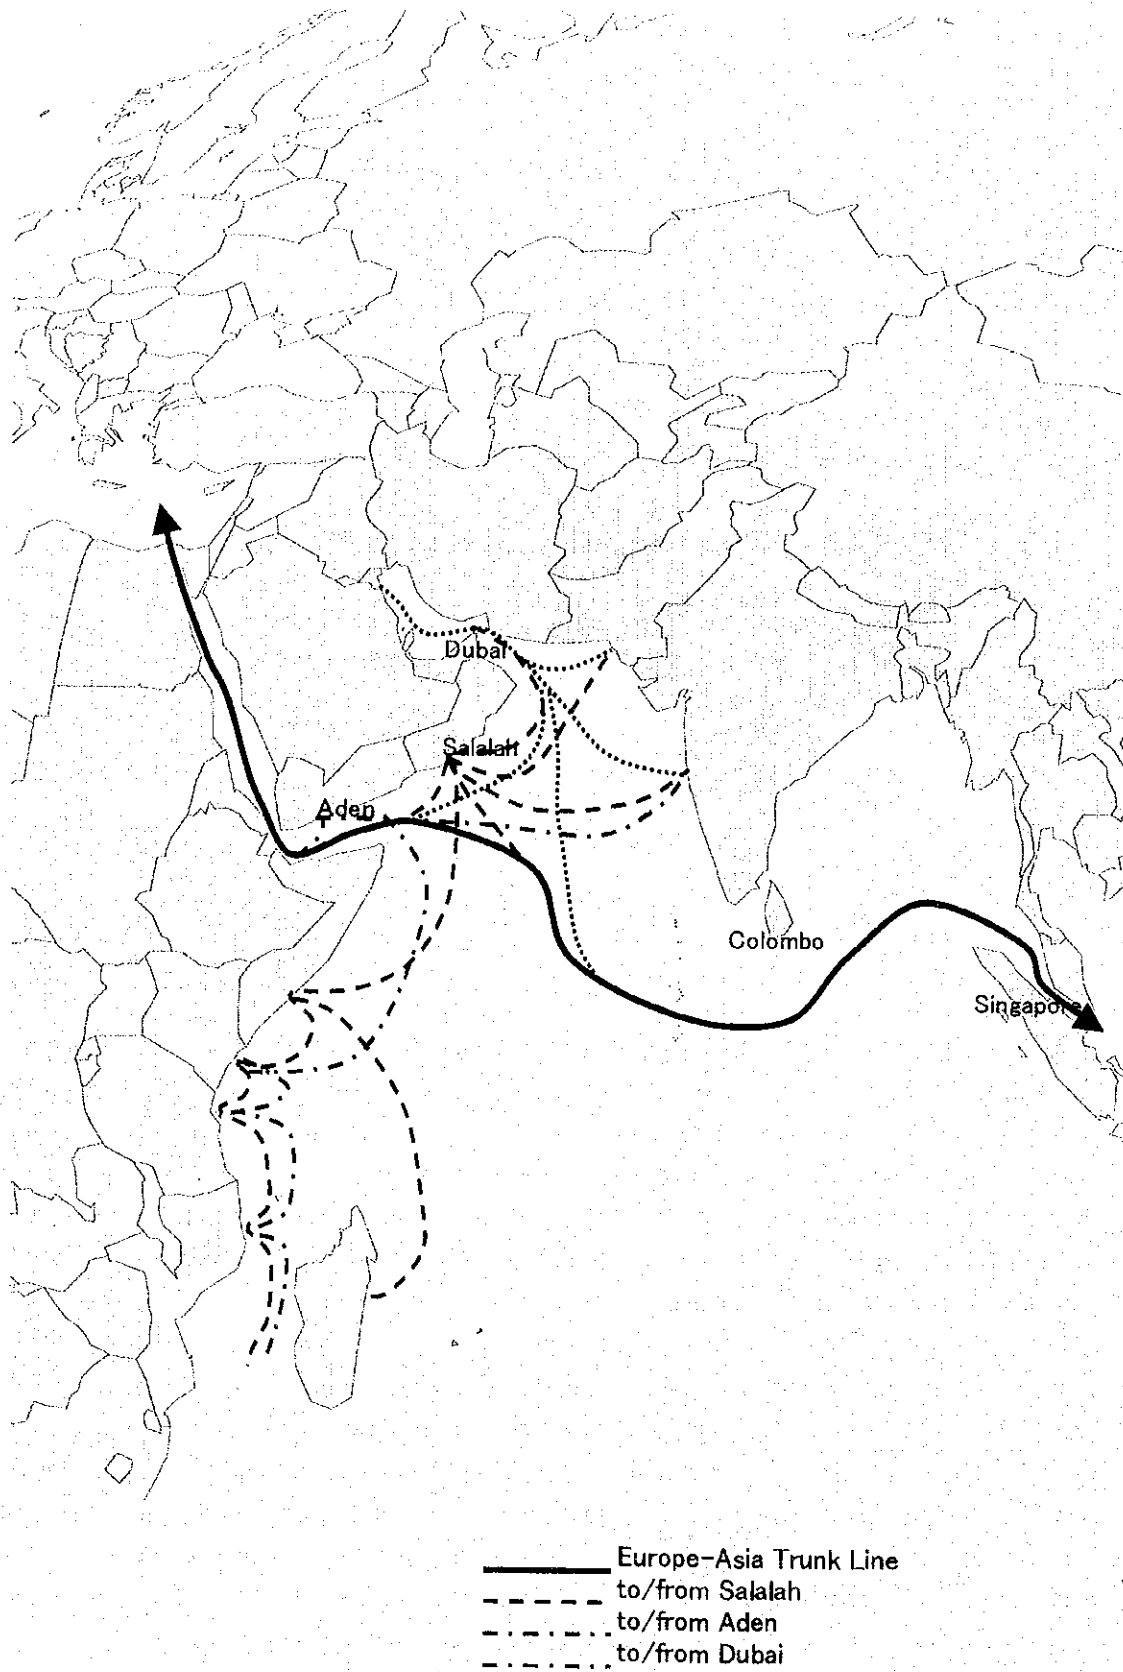 Dubai
Salalah
Aden
Colombo
Singapore
Europe-Asia Trunk Line
to/from Salalah
to/from Aden
to/from Dubai